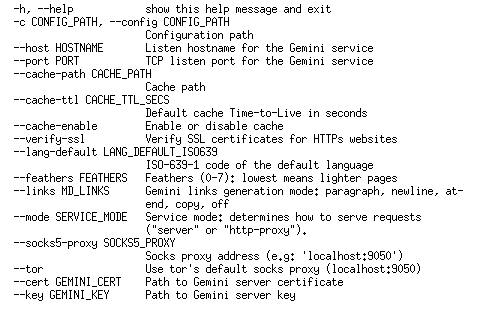 -h, --help            show this help message and exit
-c CONFIG_PATH, --config CONFIG_PATH
                      Configuration path
--host HOSTNAME       Listen hostname for the Gemini service
--port PORT           TCP listen port for the Gemini service
--cache-path CACHE_PATH
                      Cache path
--cache-ttl CACHE_TTL_SECS
                      Default cache Time-to-Live in seconds
--cache-enable        Enable or disable cache
--verify-ssl          Verify SSL certificates for HTTPs websites
--lang-default LANG_DEFAULT_ISO639
                      ISO-639-1 code of the default language
--feathers FEATHERS   Feathers (0-7): lowest means lighter pages
--links MD_LINKS      Gemini links generation mode: paragraph, newline, at-
                      end, copy, off
--mode SERVICE_MODE   Service mode: determines how to serve requests
                      ("server" or "http-proxy").
--socks5-proxy SOCKS5_PROXY
                      Socks proxy address (e.g: 'localhost:9050')
--tor                 Use tor's default socks proxy (localhost:9050)
--cert GEMINI_CERT    Path to Gemini server certificate
--key GEMINI_KEY      Path to Gemini server key